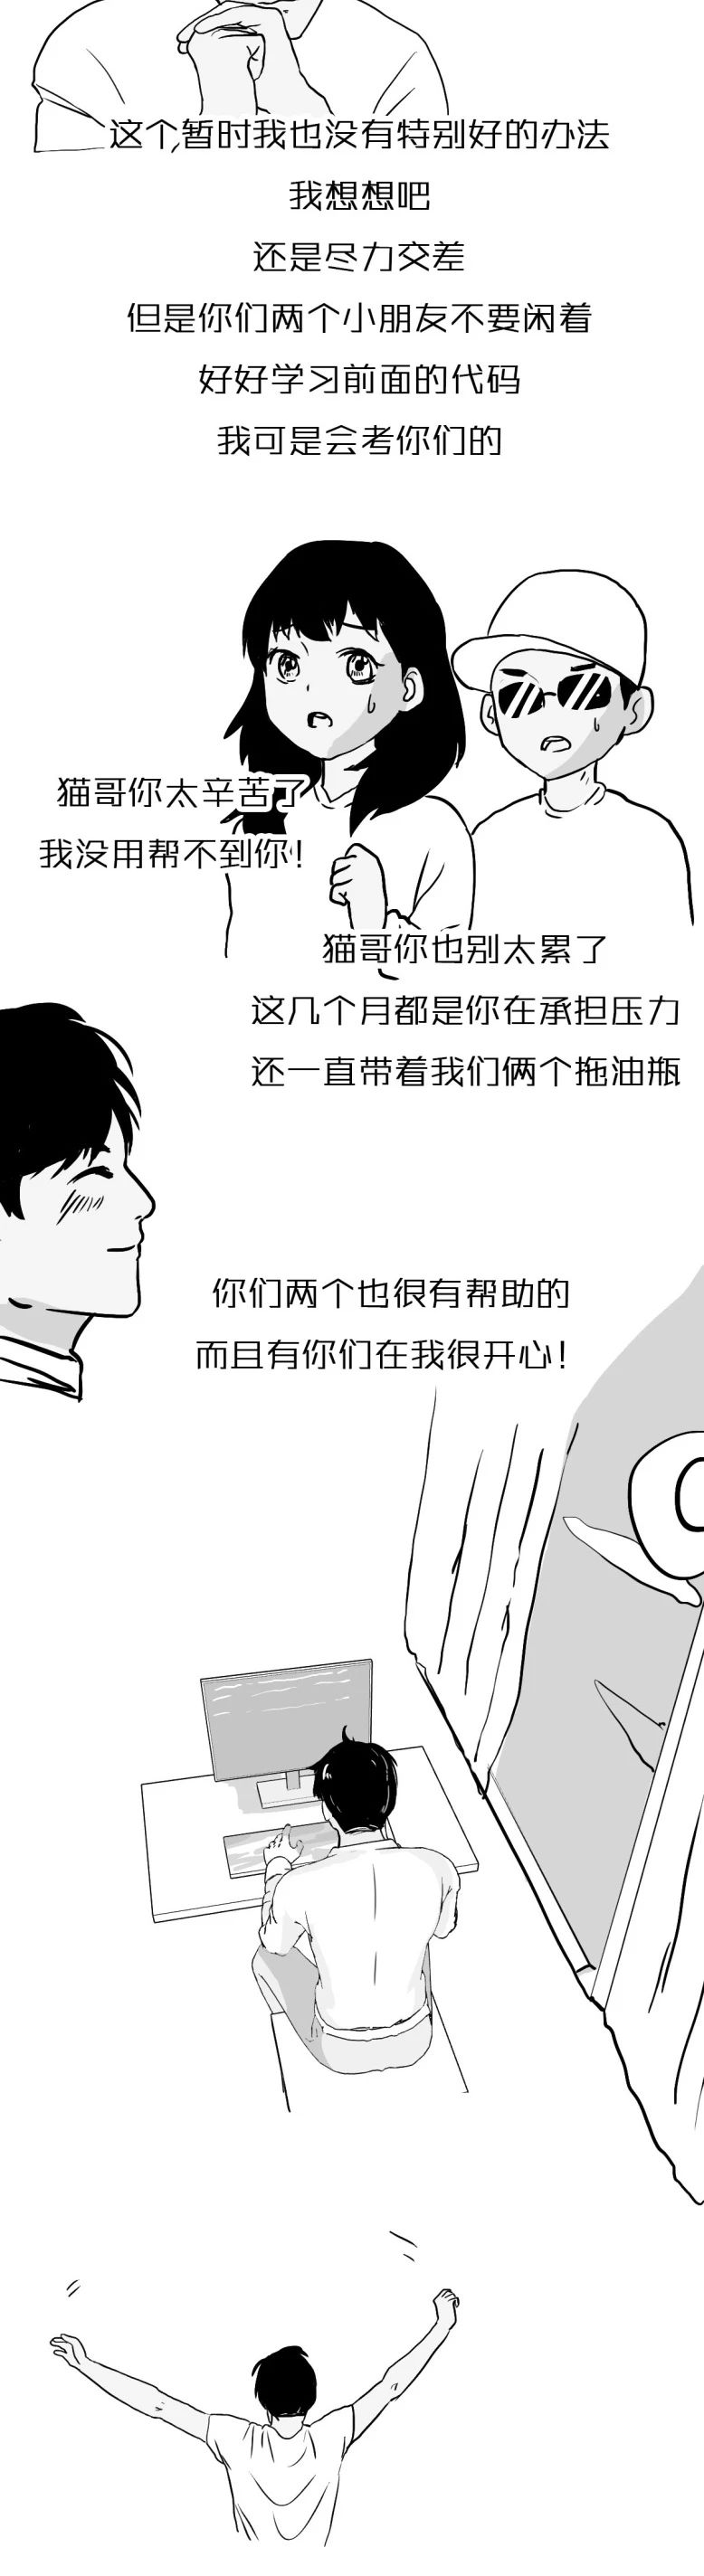 这个暂时我也没有特别好的办法
我想想吧
还是尽力交差
但是你们两个小朋友不要闲着
好好学习前面的代码
我可是会考你们的
猫哥你太辛苦了
我没用帮不到你！
猫哥你也别太累了
这几个月都是你在承担压力
还一直带着我们俩个拖油瓶
你们两个也很有帮助的
而且有你们在我很开心！